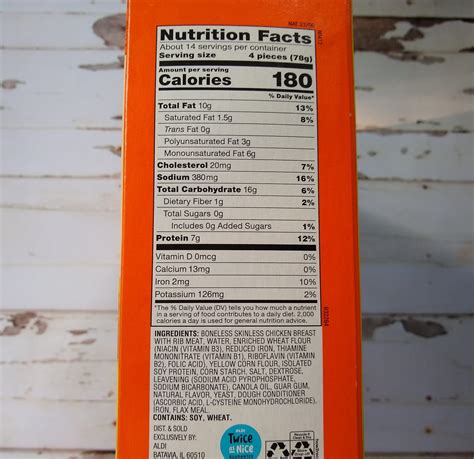 Nutrition Facts
About 14 servings per container
Serving size 4 pieces (78g)
Amount per serving
Calories 180
% Daily Value*
Total Fat 10g 13%
Saturated Fat 1.5g 8%
Trans Fat 0g
Polyunsaturated Fat 3g
Monounsaturated Fat 6g
Cholesterol 20mg 7%
Sodium 380mg 16%
Total Carbohydrate 16g 6%
Dietary Fiber 1g 2%
Total Sugars 0g
Includes 0g Added Sugars 1%
Protein 7g 12%
Vitamin D 0mcg 0%
Calcium 13mg 0%
Iron 2mg 10%
Potassium 126mg 2%
*The % Daily Value (DV) tells you how much a nutrient
in a serving of food contributes to a daily diet. 2,000
calories a day is used for general nutrition advice.
INGREDIENTS: BONELESS SKINLESS CHICKEN BREAST
WITH RIB MEAT, WATER, ENRICHED WHEAT FLOUR
(NIACIN (VITAMIN B3), REDUCED IRON, THIAMINE
MONONITRATE (VITAMIN B1), RIBOFLAVIN (VITAMIN
B2), FOLIC ACID), YELLOW CORN FLOUR, ISOLATED
SOY PROTEIN, CORN STARCH, SALT, DEXTROSE,
LEAVENING (SODIUM ACID PYROPHOSPHATE,
SODIUM BICARBONATE), CANOLA OIL, GUAR GUM,
NATURAL FLAVOR, YEAST, DOUGH CONDITIONER
(ASCORBIC ACID, L-CYSTEINE MONOHYDROCHLORIDE),
IRON, FLAX MEAL.
CONTAINS: SOY, WHEAT.
DIST. & SOLD
EXCLUSIVELY BY:
ALDI
BATAVIA, IL 60510
ALDI
Twice
as Nice
GUARANTEE